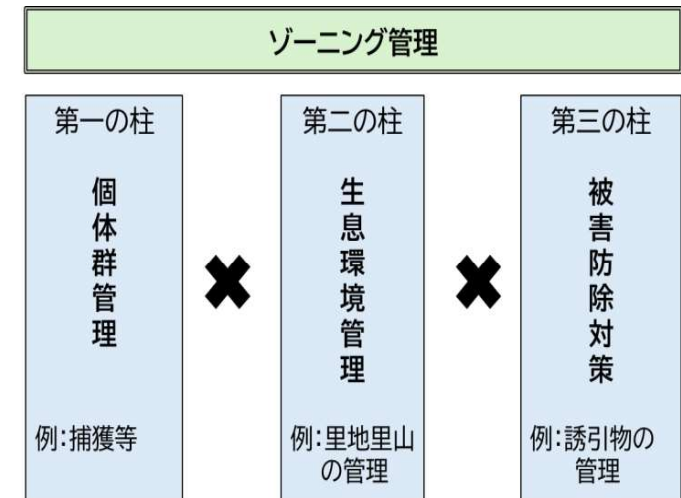 ゾーニング管理
第一の柱
個体群管理
例：捕獲等
第二の柱
生息環境管理
例：里地里山
の管理
第三の柱
被害防除対策
例：誘引物の
管理